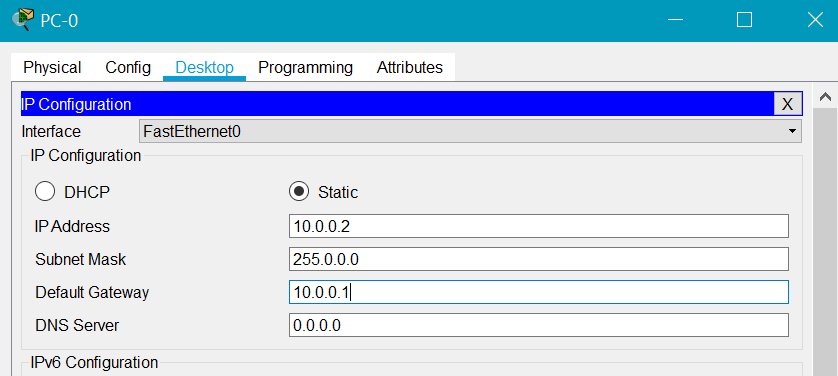 PC-0
Physical Config Desktop Programming Attributes
IP Configuration X
Interface FastEthernet0
IP Configuration
DHCP Static
IP Address 10.0.0.2
Subnet Mask 255.0.0.0
Default Gateway 10.0.0.1
DNS Server 0.0.0.0
IPv6 Configuration